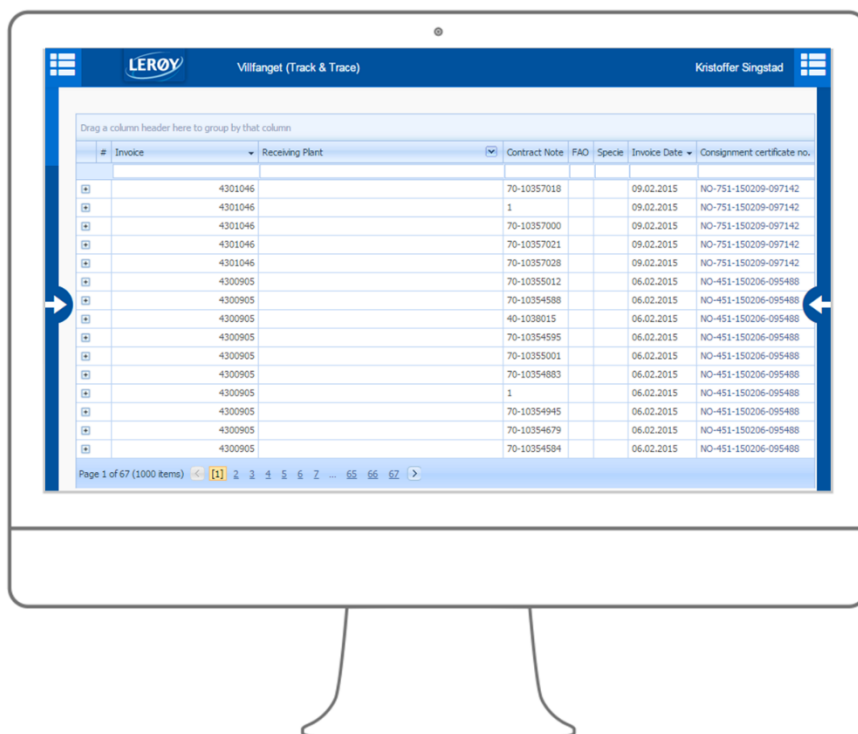 LERØY Villfanget (Track & Trace) Kristoffer Singstad
Drag a column header here to group by that column
# Invoice Receiving Plant Contract Note FAO Specie Invoice Date Consignment certificate no.
4301046 70-10357018 09.02.2015 NO-751-150209-097142
4301046 1 09.02.2015 NO-751-150209-097142
4301046 70-10357000 09.02.2015 NO-751-150209-097142
4301046 70-10357021 09.02.2015 NO-751-150209-097142
4301046 70-10357028 09.02.2015 NO-751-150209-097142
4300905 70-10355012 06.02.2015 NO-451-150206-095488
4300905 70-10354588 06.02.2015 NO-451-150206-095488
4300905 40-1038015 06.02.2015 NO-451-150206-095488
4300905 70-10354595 06.02.2015 NO-451-150206-095488
4300905 70-10355001 06.02.2015 NO-451-150206-095488
4300905 70-10354883 06.02.2015 NO-451-150206-095488
4300905 1 06.02.2015 NO-451-150206-095488
4300905 70-10354945 06.02.2015 NO-451-150206-095488
4300905 70-10354679 06.02.2015 NO-451-150206-095488
4300905 70-10354584 06.02.2015 NO-451-150206-095488
Page 1 of 67 (1000 items) [1] 2 3 4 5 6 7 ... 65 66 67